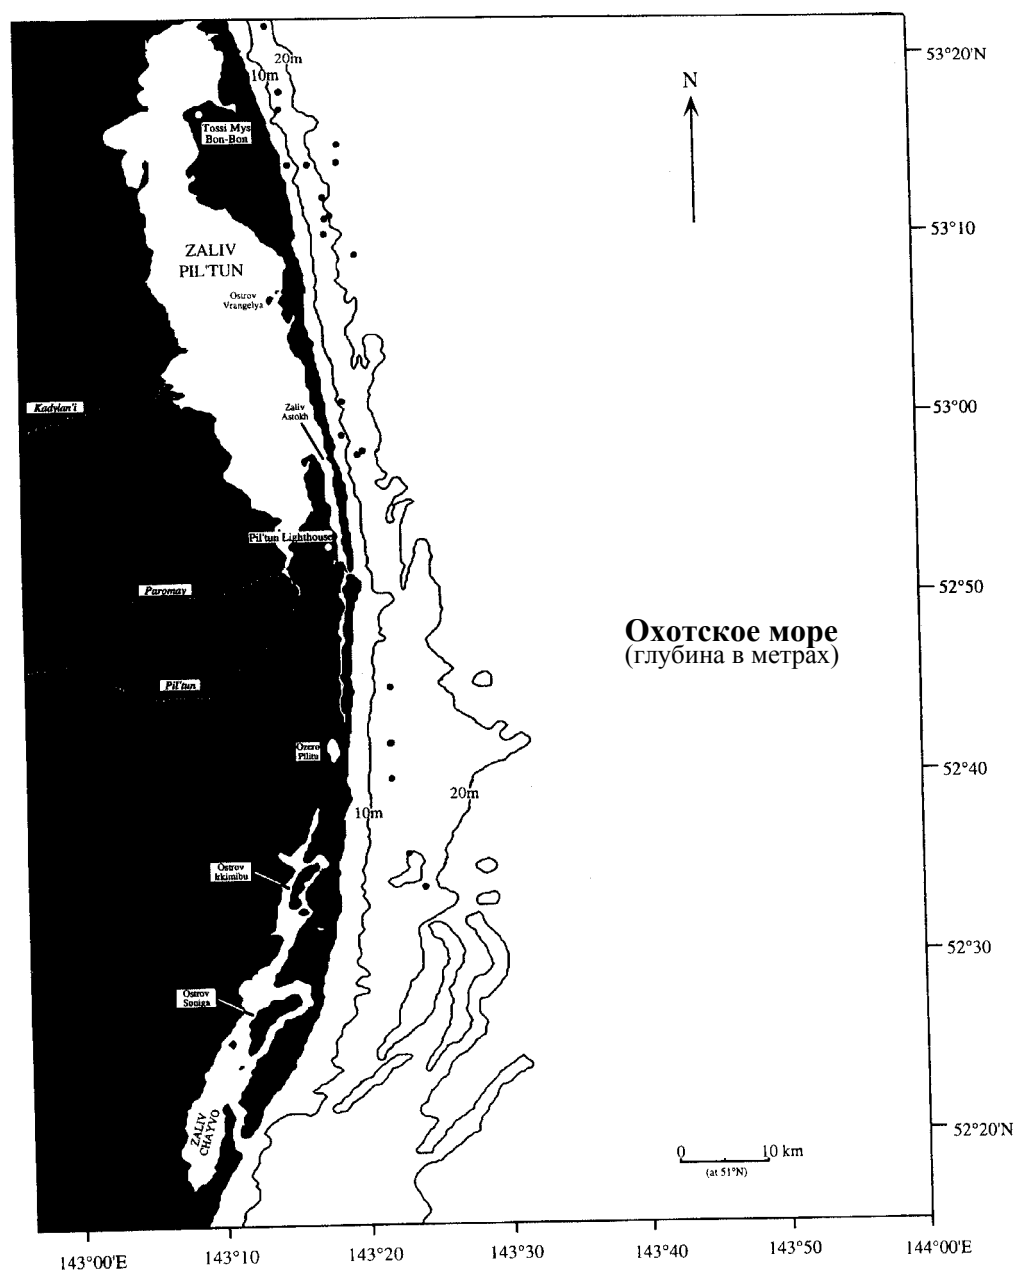 53°20'N
20m
10m
N
Tossi Mys
Bon-Bon
53°10
ZALIV
PIL'TUN
Ostrov
Vrangelya
Kadylan'i
Zaliv
Astokh
53°00
Pil'tun Lighthouse
Paromay
52°50
Охотское море
(глубина в метрах)
Pil'tun
Ozero
52°40
20m
10m
Ostrov
52°30
Ostrov
ZALIV
CHAYVO
52°20'N
0
10 km
(at 51°N)
143°00'E
143°10
143°20
143°30
143°40
143°50
144°00'E